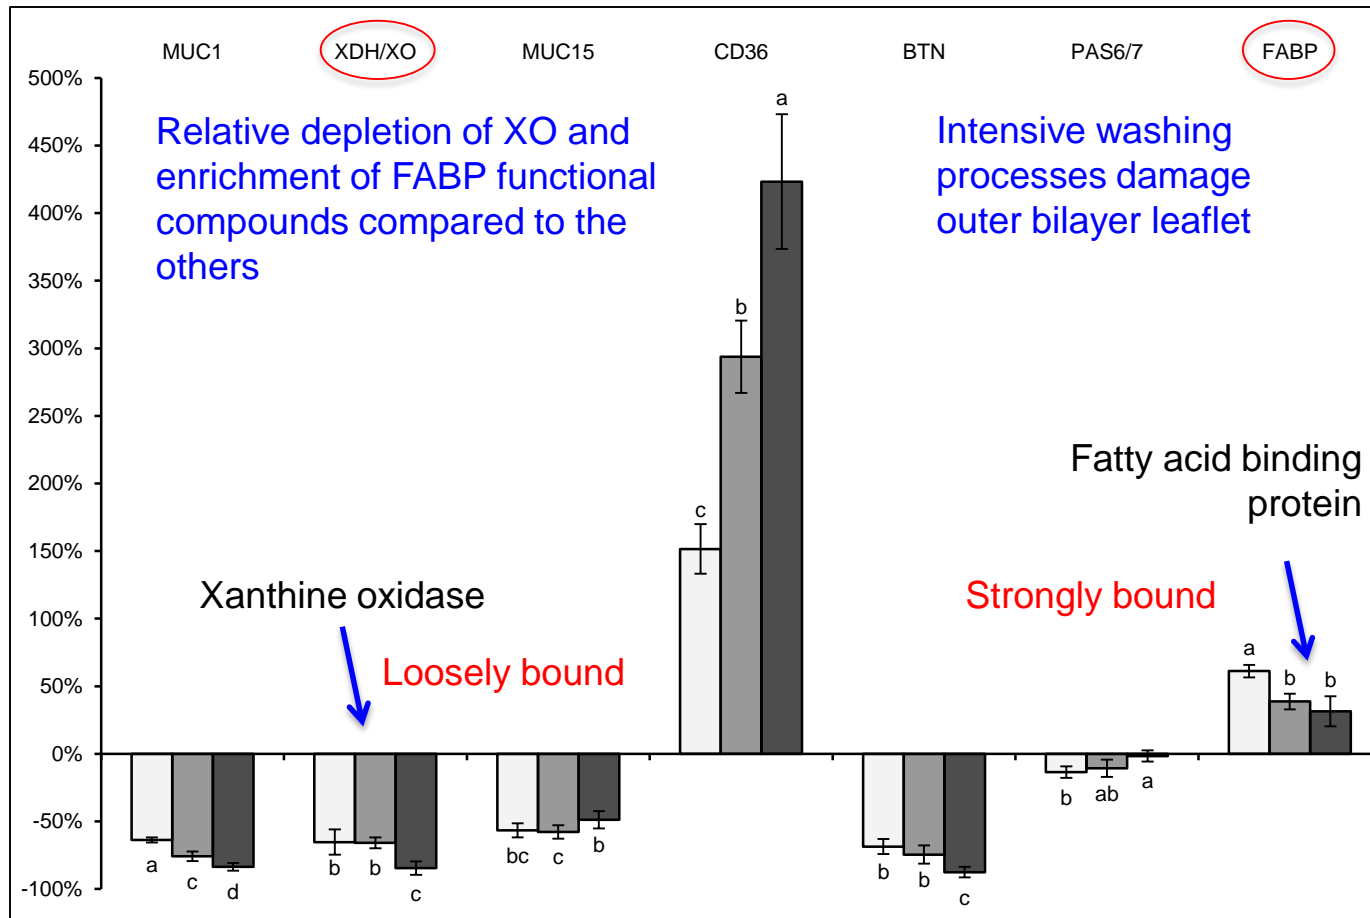 MUC1 XDH/XO MUC15 CD36 BTN PAS6/7 FABP
500%
450%
400%
350%
300%
250%
200%
150%
100%
50%
0%
-50%
-100%
Relative depletion of XO and
enrichment of FABP functional
compounds compared to the
others
Intensive washing
processes damage
outer bilayer leaflet
Fatty acid binding
protein
Xanthine oxidase
Loosely bound
Strongly bound
a c d
b b c
bc c b
c b a
b b c
b ab a
a b b